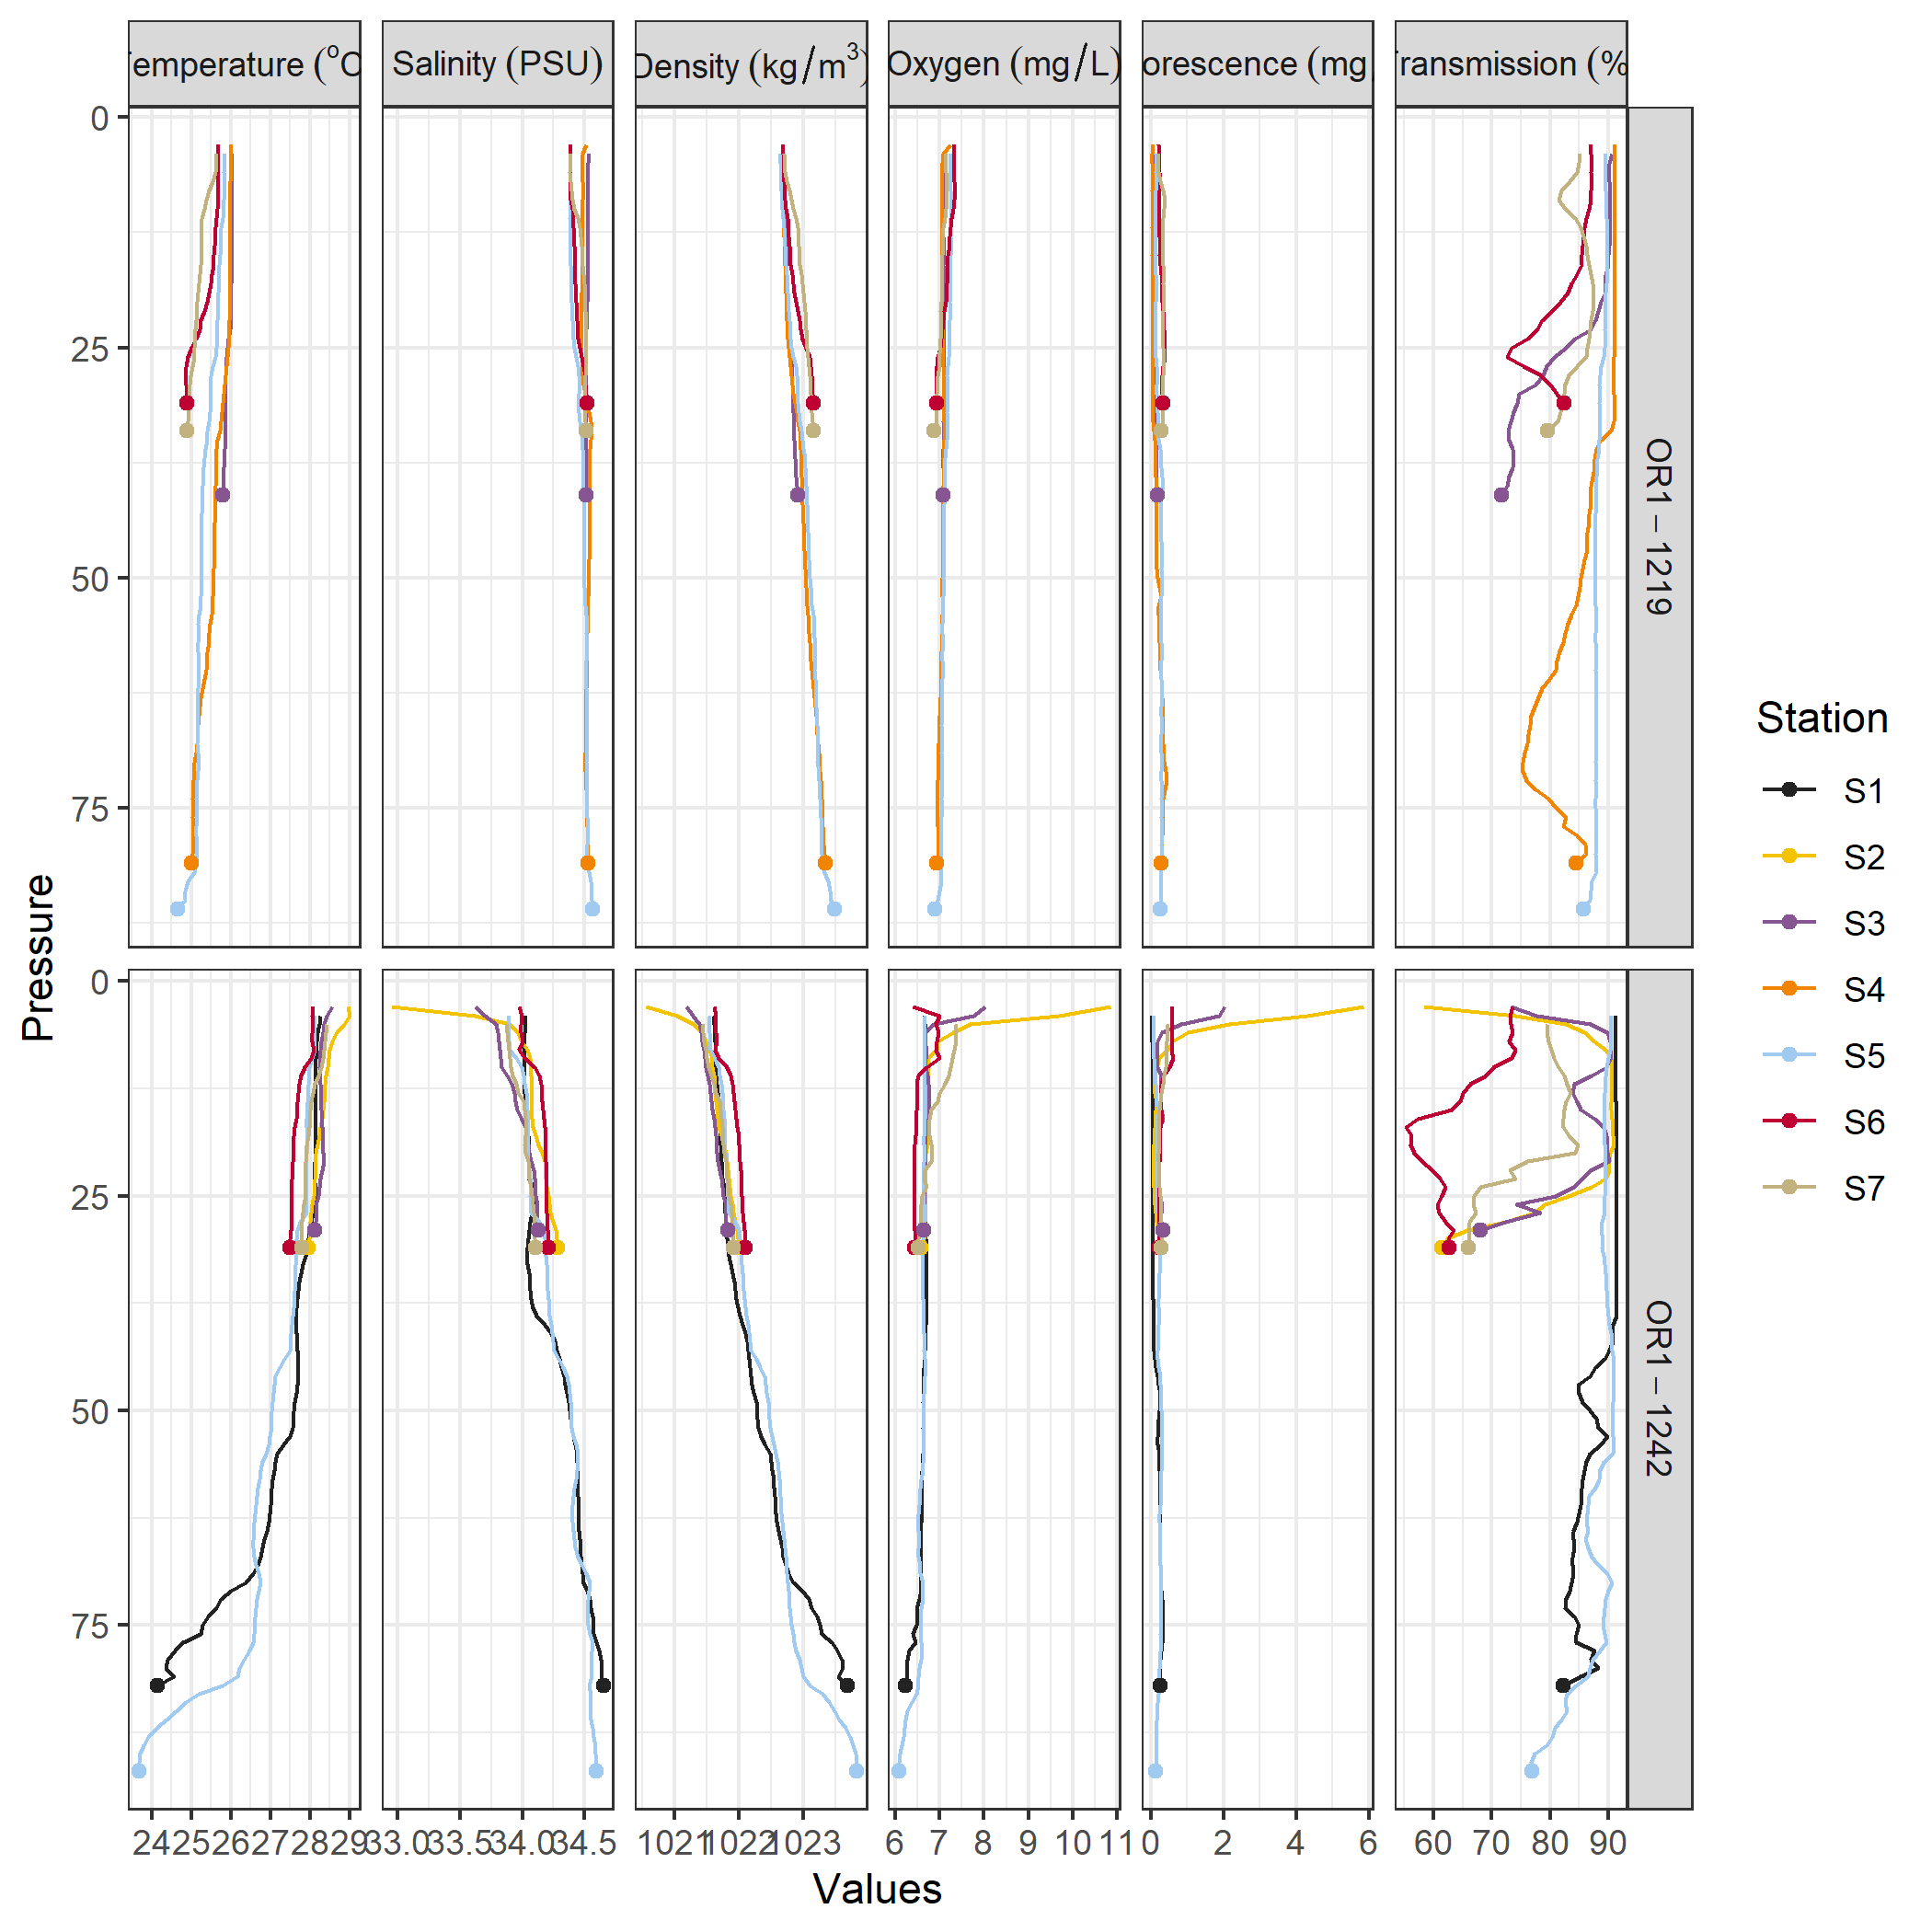 emperature (°C
Salinity (PSU)
Density (kg/m³)
Oxygen (mg/L)
orescence (mg
ransmission (%
0
25
50
75
OR1 – 1219
0
25
50
75
OR1 – 1242
Pressure
24 25 26 27 28 29
33.0 33.5 34.0 34.5
1021 1022 1023
6 7 8 9 10 11
0 2 4 6
60 70 80 90
Values
Station
S1
S2
S3
S4
S5
S6
S7